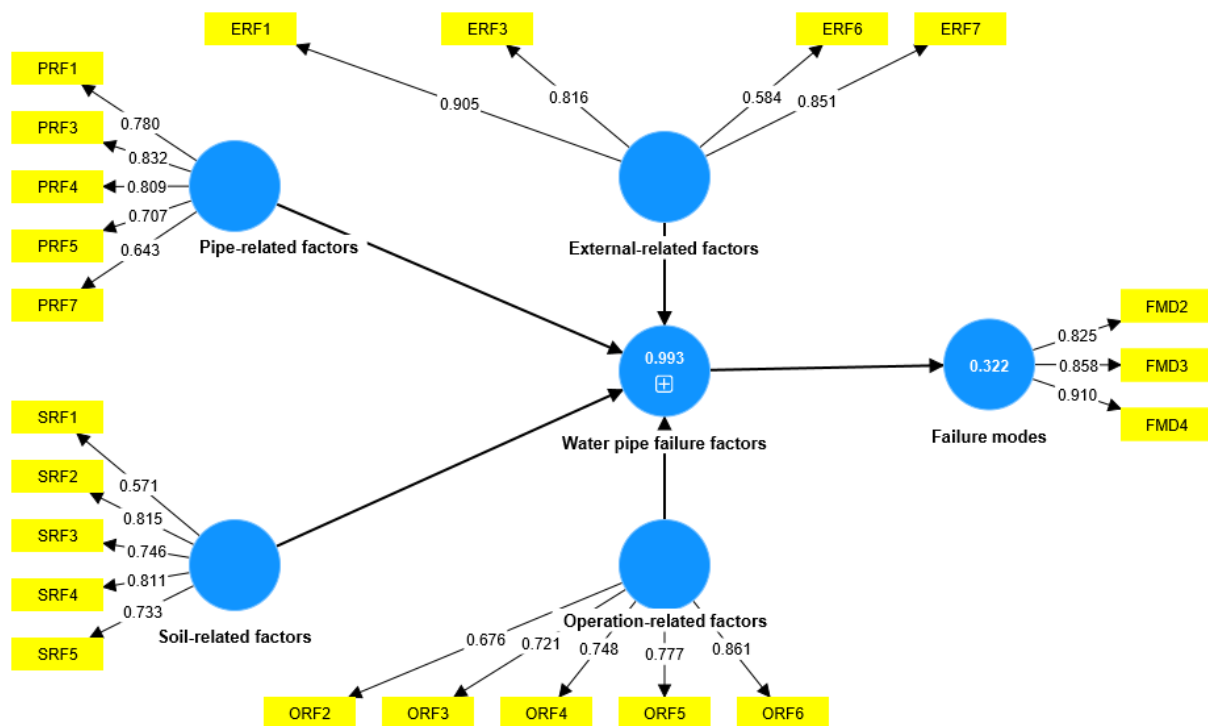 ERF1
ERF3
ERF6
ERF7
PRF1
PRF3
PRF4
PRF5
PRF7
0.780
0.832
0.809
0.707
0.643
Pipe-related factors
0.905
0.816
0.584
0.851
External-related factors
0.993
Water pipe failure factors
0.322
Failure modes
0.825
0.858
0.910
FMD2
FMD3
FMD4
SRF1
SRF2
SRF3
SRF4
SRF5
0.571
0.815
0.746
0.811
0.733
Soil-related factors
Operation-related factors
0.676
0.721
0.748
0.777
0.861
ORF2
ORF3
ORF4
ORF5
ORF6